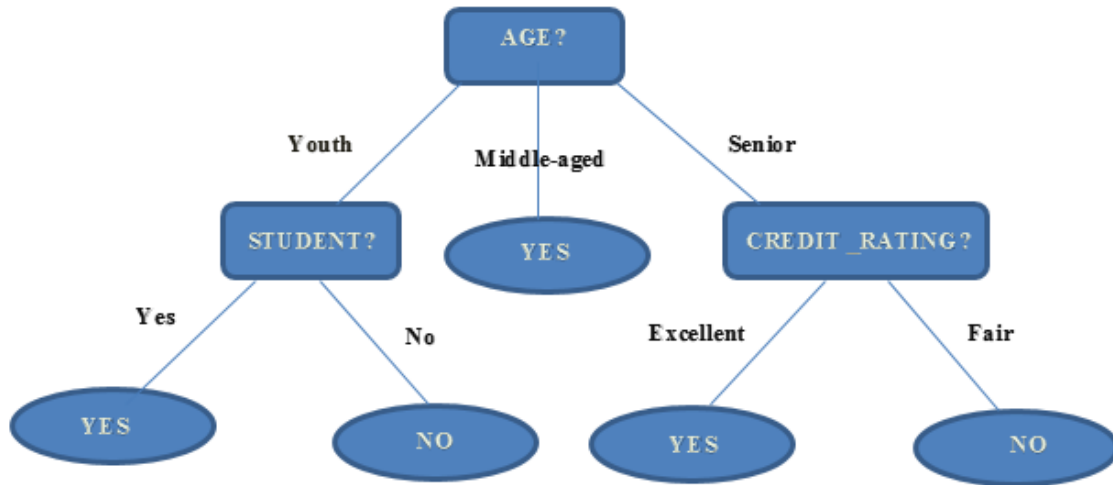 AGE?
Youth
Middle-aged
Senior
STUDENT?
YES
CREDIT_RATING?
Yes
No
Excellent
Fair
YES
NO
YES
NO